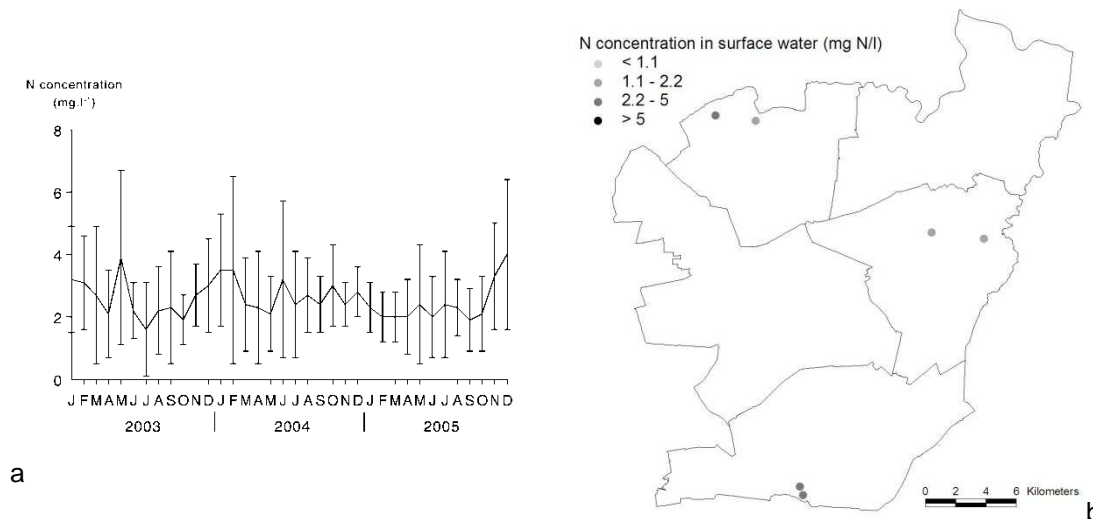 N concentration
(mg.l⁻¹)
8
6
4
2
0
J F M A M J J A S O N D J F M A M J J A S O N D J F M A M J J A S O N D
2003 2004 2005
a
N concentration in surface water (mg N/l)
< 1.1
1.1 - 2.2
2.2 - 5
> 5
0 2 4 6 Kilometers
b